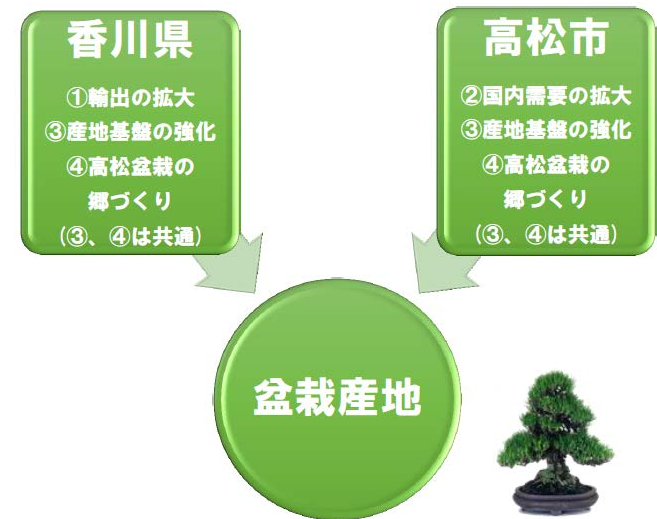 香川県
①輸出の拡大
③産地基盤の強化
④高松盆栽の
郷づくり
(③、④は共通)
高松市
②国内需要の拡大
③産地基盤の強化
④高松盆栽の
郷づくり
(③、④は共通)
盆栽産地